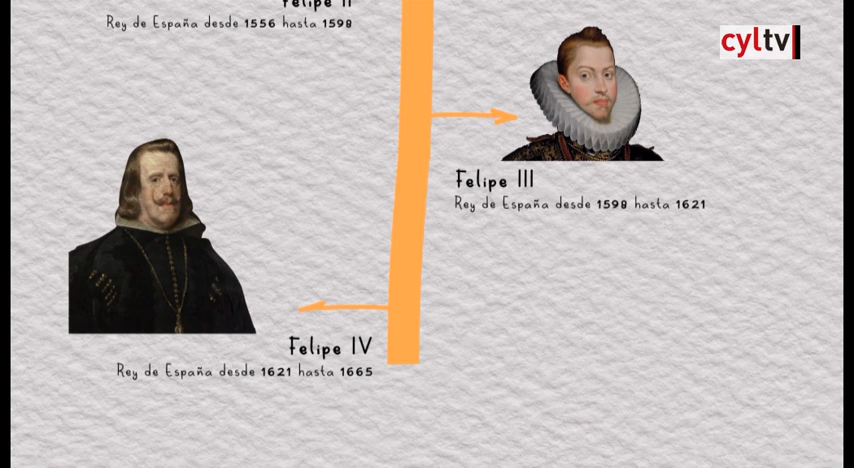 Felipe II
Rey de España desde 1556 hasta 1598
cyltv
Felipe III
Rey de España desde 1598 hasta 1621
Felipe IV
Rey de España desde 1621 hasta 1665